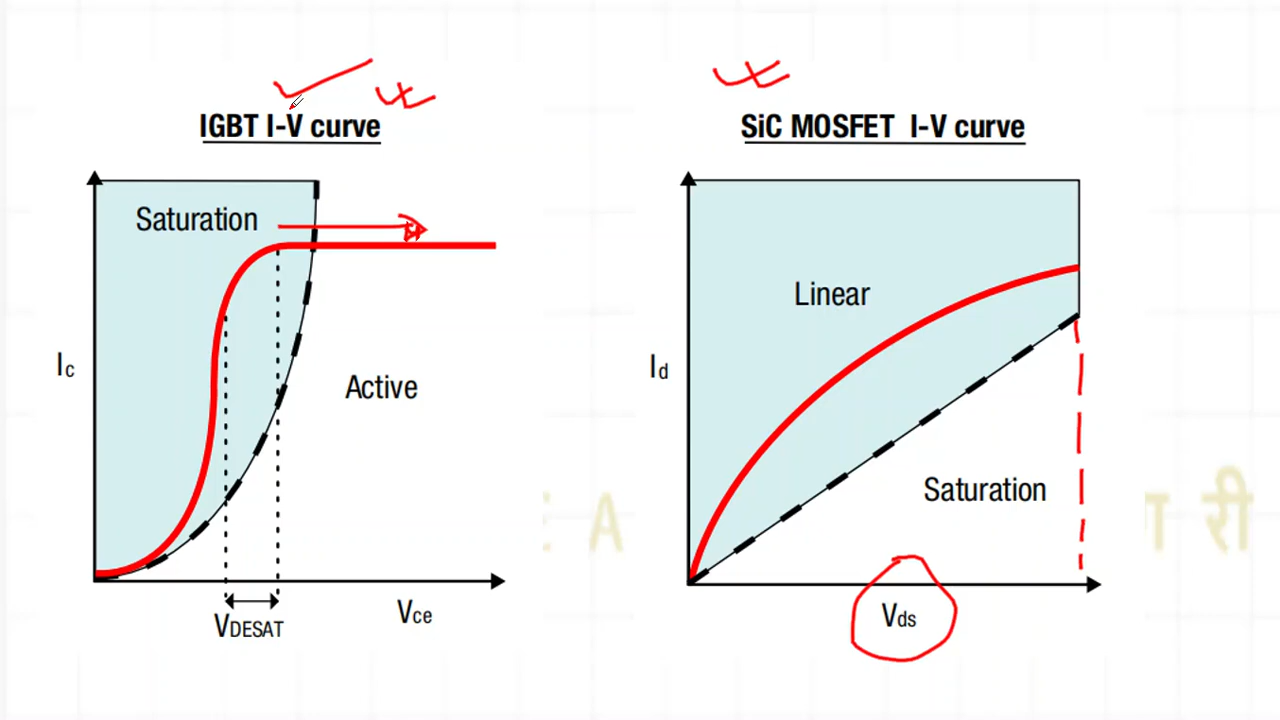 IGBT I-V curve
Saturation
Ic
Active
VDESAT
Vce
SiC MOSFET I-V curve
Linear
Id
Saturation
Vds